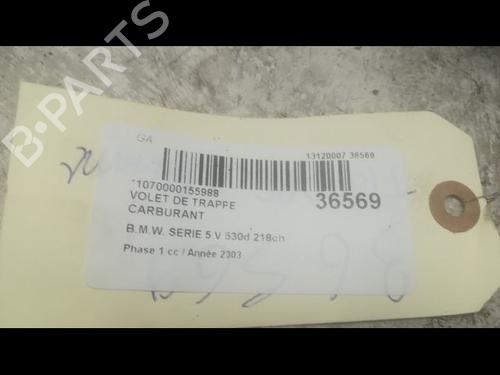 B-PARTS
GA
13120007 36569
*1070000155988
VOLET DE TRAPPE
CARBURANT
36569
B.M.W. SERIE 5 V 530d 218ch
Phase 1 cc / Année 2303